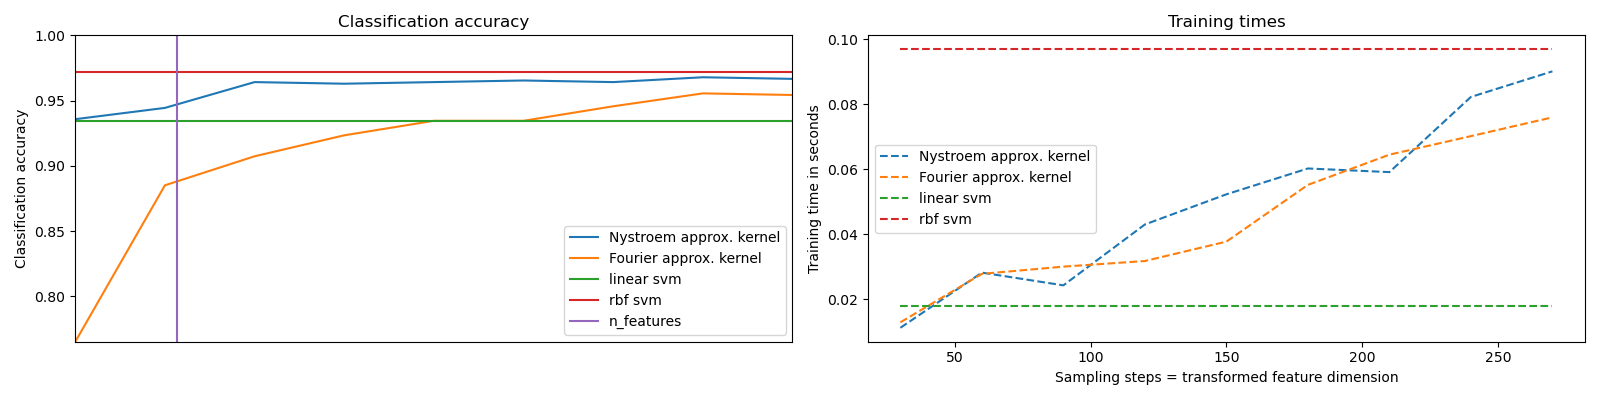 Classification accuracy
Classification accuracy
1.00
0.95
0.90
0.85
0.80
Nystroem approx. kernel
Fourier approx. kernel
linear svm
rbf svm
n_features
Training times
Training time in seconds
0.10
0.08
0.06
0.04
0.02
Nystroem approx. kernel
Fourier approx. kernel
linear svm
rbf svm
50
100
150
200
250
Sampling steps = transformed feature dimension